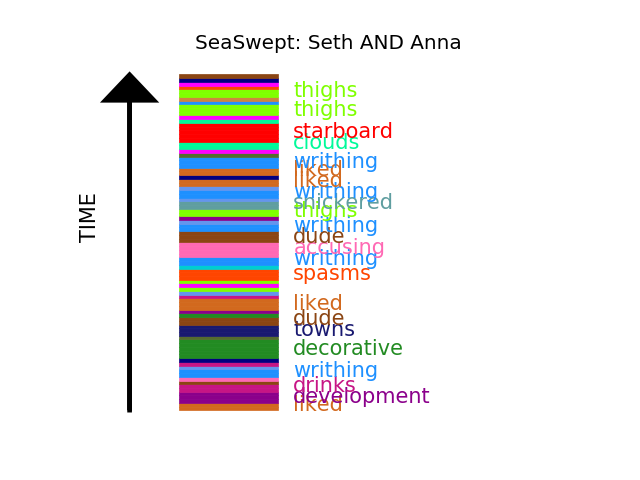 SeaSwept: Seth AND Anna
thighs
thighs
starboard
clouds
writhing
liked
liked
writhing
snickered
thighs
writhing
dude
accusing
writhing
spasms
liked
dude
towns
decorative
writhing
drinks
development
liked
TIME